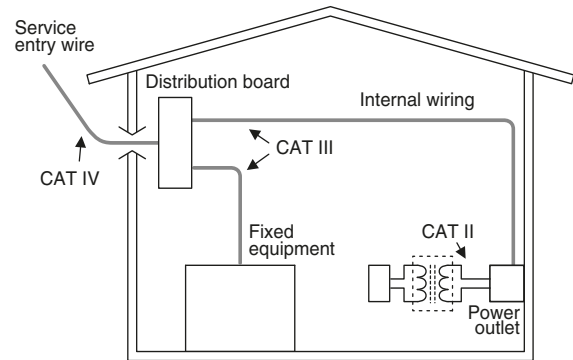 Service
entry wire
Distribution board
Internal wiring
CAT III
CAT IV
Fixed
equipment
CAT II
Power
outlet